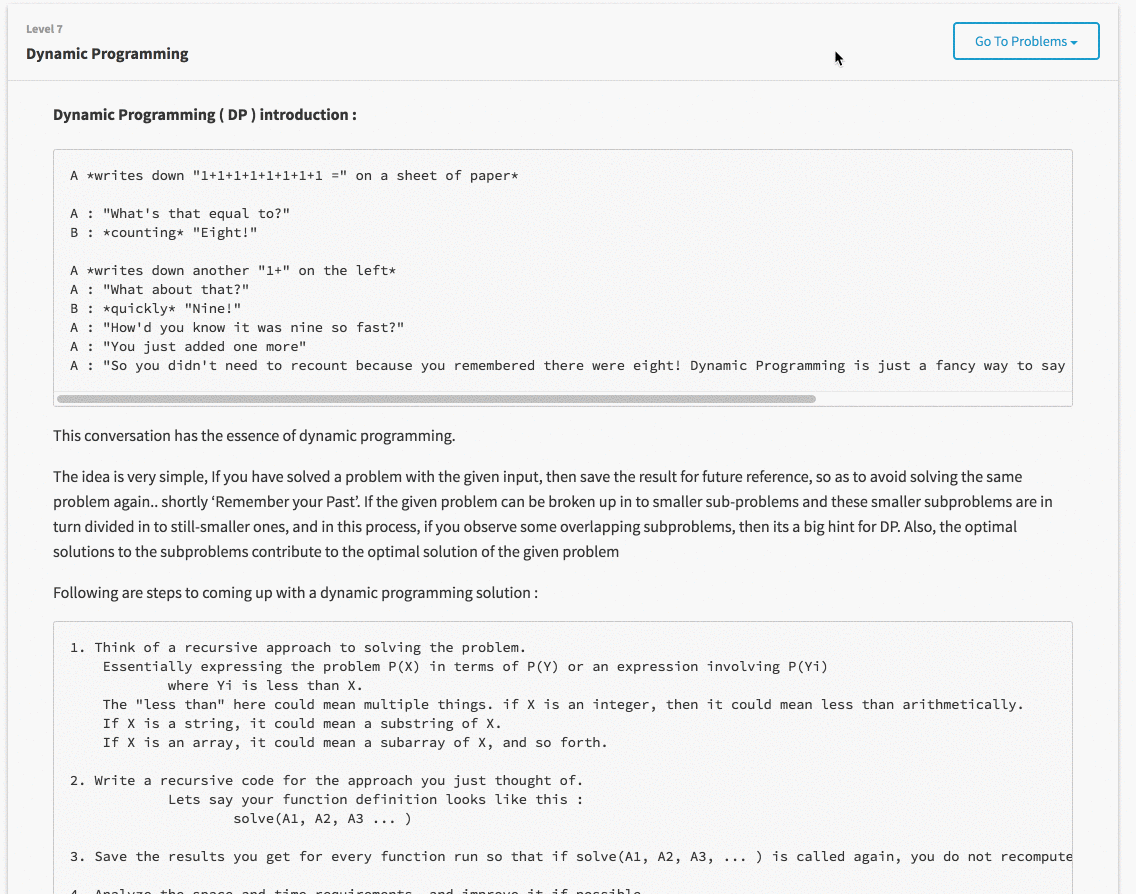 Level 7
Dynamic Programming
Go To Problems
Dynamic Programming ( DP ) introduction :
A *writes down "1+1+1+1+1+1+1+1 =" on a sheet of paper*
A : "What's that equal to?"
B : *counting* "Eight!"
A *writes down another "1+" on the left*
A : "What about that?"
B : *quickly* "Nine!"
A : "How'd you know it was nine so fast?"
A : "You just added one more"
A : "So you didn't need to recount because you remembered there were eight! Dynamic Programming is just a fancy way to say
This conversation has the essence of dynamic programming.
The idea is very simple, If you have solved a problem with the given input, then save the result for future reference, so as to avoid solving the same
problem again.. shortly ‘Remember your Past’. If the given problem can be broken up in to smaller sub-problems and these smaller subproblems are in
turn divided in to still-smaller ones, and in this process, if you observe some overlapping subproblems, then its a big hint for DP. Also, the optimal
solutions to the subproblems contribute to the optimal solution of the given problem
Following are steps to coming up with a dynamic programming solution :
1. Think of a recursive approach to solving the problem.
Essentially expressing the problem P(X) in terms of P(Y) or an expression involving P(Yi)
where Yi is less than X.
The "less than" here could mean multiple things. if X is an integer, then it could mean less than arithmetically.
If X is a string, it could mean a substring of X.
If X is an array, it could mean a subarray of X, and so forth.
2. Write a recursive code for the approach you just thought of.
Lets say your function definition looks like this :
solve(A1, A2, A3 ... )
3. Save the results you get for every function run so that if solve(A1, A2, A3, ... ) is called again, you do not recompute
4. Analyze the space and time requirements, and improve it if possible.